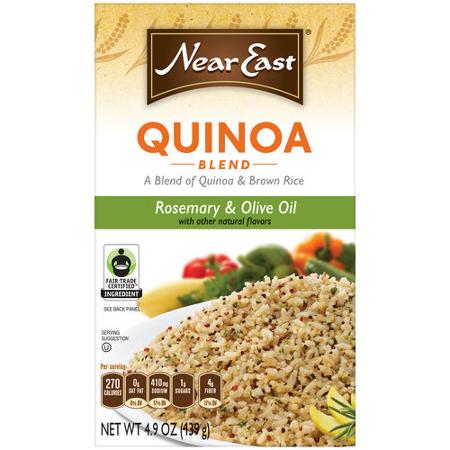 Near East®
QUINOA
BLEND
A Blend of Quinoa & Brown Rice
Rosemary & Olive Oil
with other natural flavors
FAIR TRADE
CERTIFIED™
INGREDIENT
SEE BACK PANEL
SERVING
SUGGESTION
U
Per serving
270 CALORIES
0g SAT FAT 0% DV
410mg SODIUM 17% DV
1g SUGARS
4g FIBER 17% DV
NET WT 4.9 OZ (139 g)